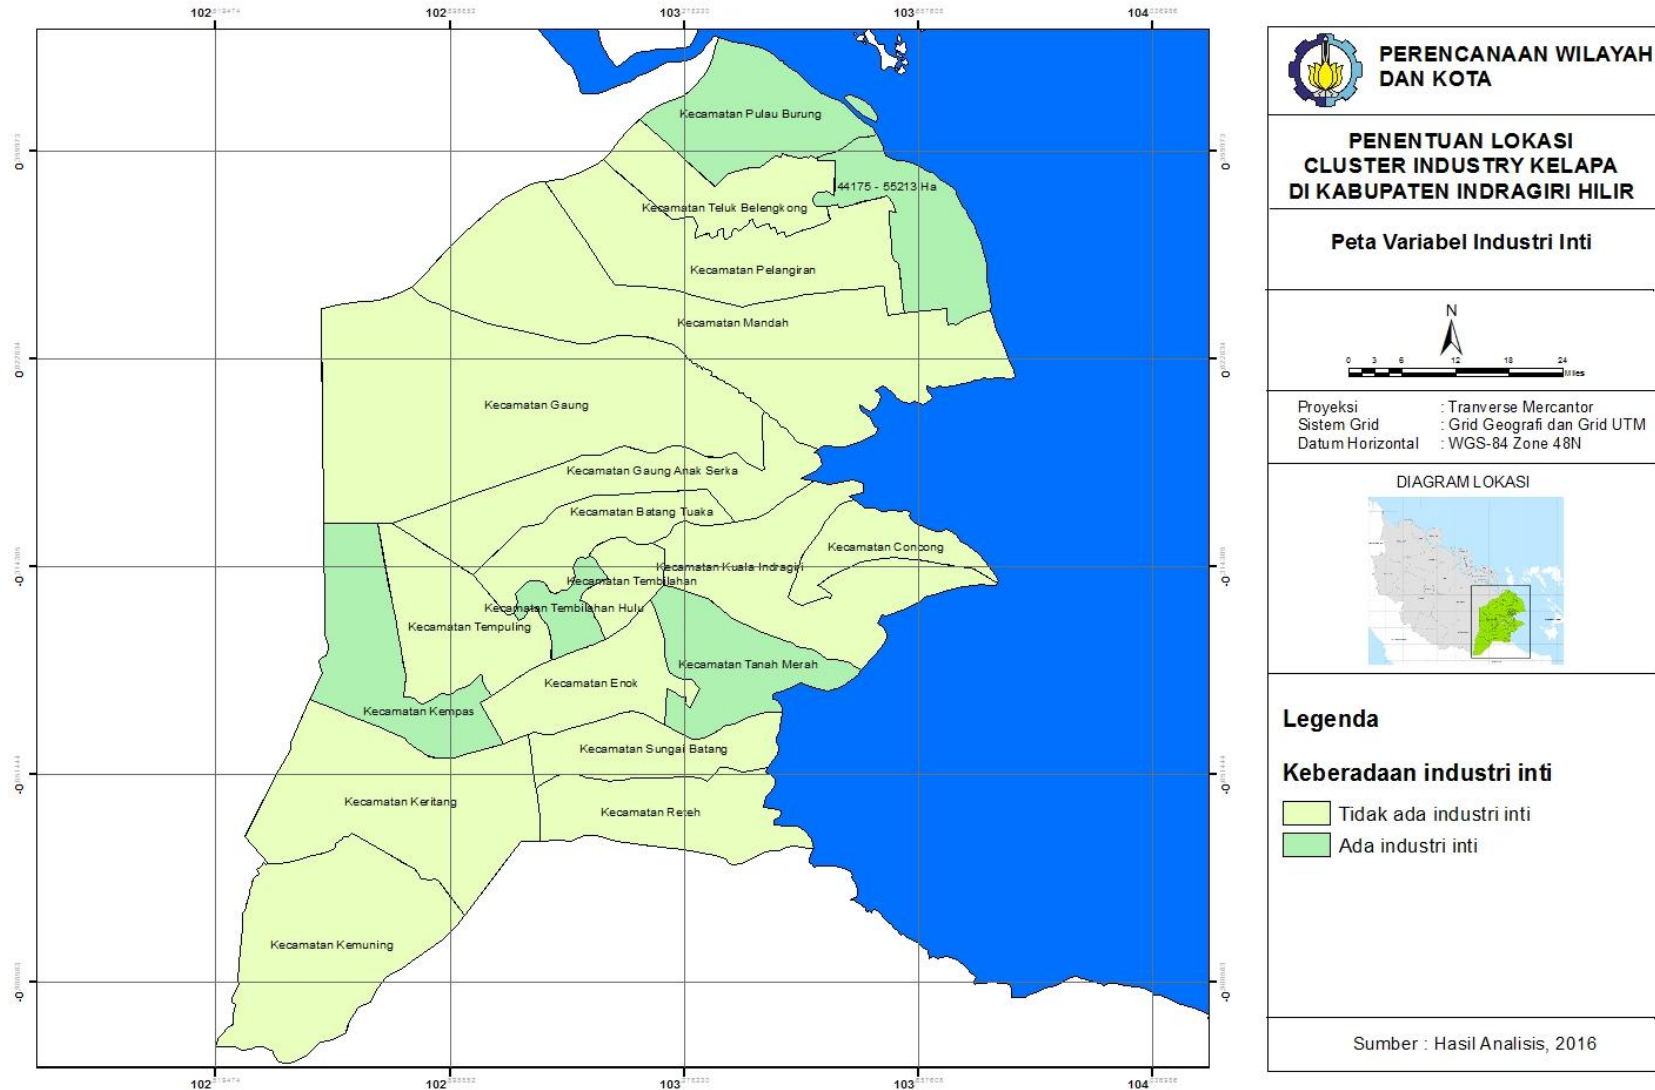 102
102
103
103
104
PERENCANAAN WILAYAH
DAN KOTA
PENENTUAN LOKASI
CLUSTER INDUSTRY KELAPA
DI KABUPATEN INDRAGIRI HILIR
Peta Variabel Industri Inti
N
0 3 6 12 18 24
Miles
Proyeksi : Tranverse Mercantor
Sistem Grid : Grid Geografi dan Grid UTM
Datum Horizontal : WGS-84 Zone 48N
DIAGRAM LOKASI
Legenda
Keberadaan industri inti
Tidak ada industri inti
Ada industri inti
Sumber : Hasil Analisis, 2016
Kecamatan Pulau Burung
44175 - 55213 Ha
Kecamatan Teluk Belengkong
Kecamatan Pelangiran
Kecamatan Mandah
Kecamatan Gaung
Kecamatan Gaung Anak Serka
Kecamatan Batang Tuaka
Kecamatan Concong
Kecamatan Kuala Indragiri
Kecamatan Tembilahan
Kecamatan Tembilahan Hulu
Kecamatan Tempuling
Kecamatan Tanah Merah
Kecamatan Enok
Kecamatan Kempas
Kecamatan Sungai Batang
Kecamatan Keritang
Kecamatan Reteh
Kecamatan Kemuning
102
102
103
103
104